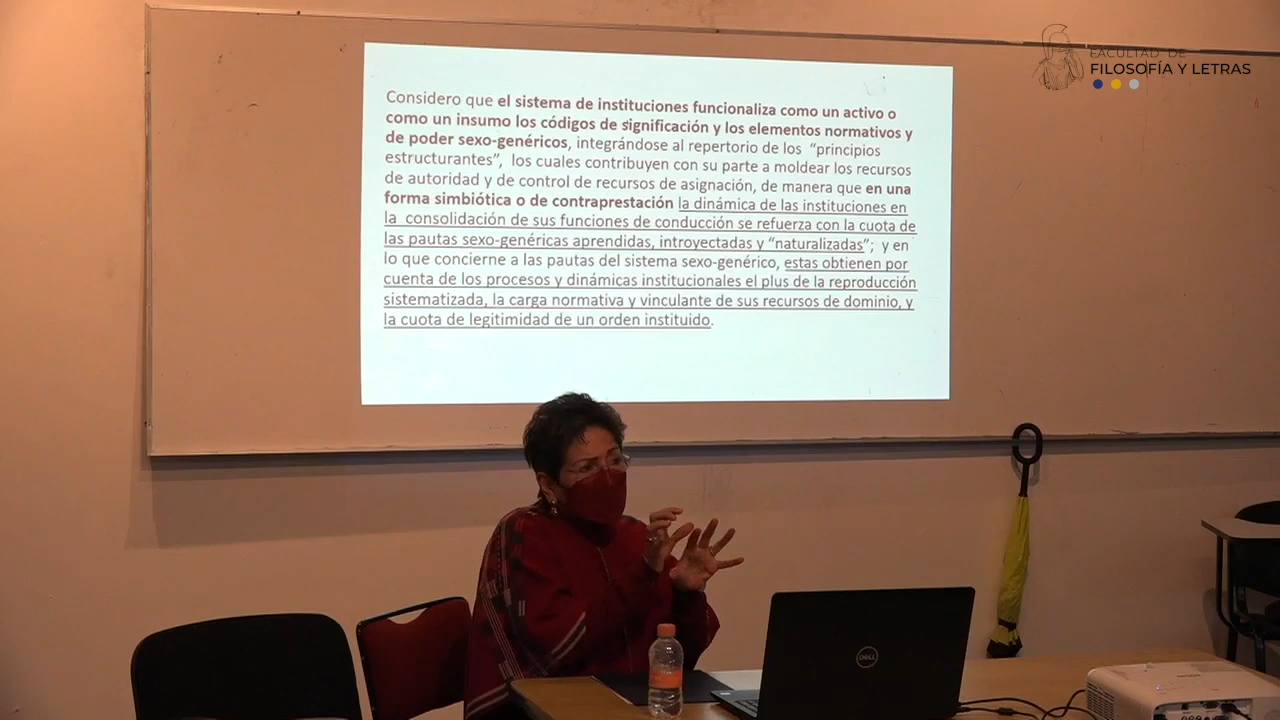 FACULTAD DE
FILOSOFÍA Y LETRAS
Considero que el sistema de instituciones funcionaliza como un activo o
como un insumo los códigos de significación y los elementos normativos y
de poder sexo-genéricos, integrándose al repertorio de los “principios
estructurantes”, los cuales contribuyen con su parte a moldear los recursos
de autoridad y de control de recursos de asignación, de manera que en una
forma simbiótica o de contraprestación la dinámica de las instituciones en
la consolidación de sus funciones de conducción se refuerza con la cuota de
las pautas sexo-genéricas aprendidas, introyectadas y “naturalizadas”; y en
lo que concierne a las pautas del sistema sexo-genérico, estas obtienen por
cuenta de los procesos y dinámicas institucionales el plus de la reproducción
sistematizada, la carga normativa y vinculante de sus recursos de dominio, y
la cuota de legitimidad de un orden instituido.
DELL